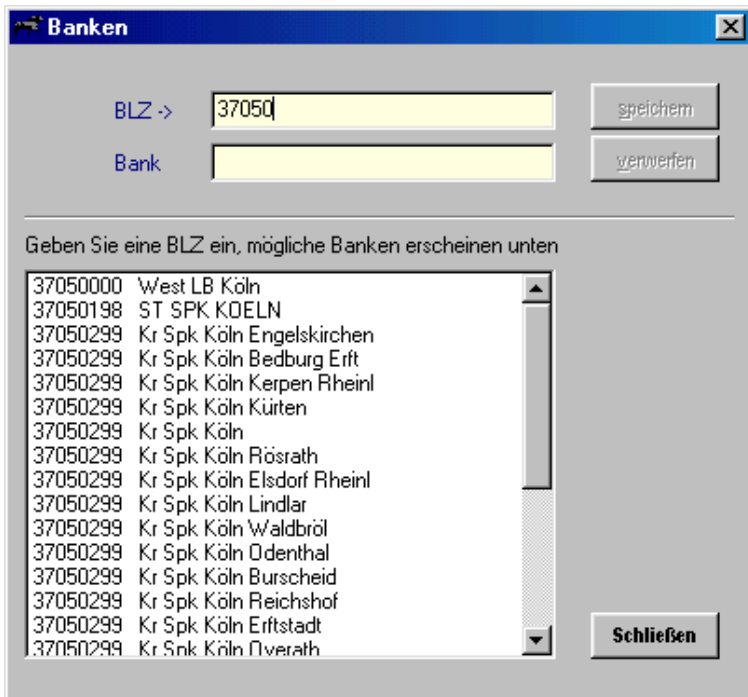 Banken
BLZ -> 37050 speichern
Bank verwerfen
Geben Sie eine BLZ ein, mögliche Banken erscheinen unten
37050000 West LB Köln
37050198 ST SPK KOELN
37050299 Kr Spk Köln Engelskirchen
37050299 Kr Spk Köln Bedburg Erft
37050299 Kr Spk Köln Kerpen Rheinl
37050299 Kr Spk Köln Kürten
37050299 Kr Spk Köln
37050299 Kr Spk Köln Rösrath
37050299 Kr Spk Köln Elsdorf Rheinl
37050299 Kr Spk Köln Lindlar
37050299 Kr Spk Köln Waldbröl
37050299 Kr Spk Köln Odenthal
37050299 Kr Spk Köln Burscheid
37050299 Kr Spk Köln Reichshof
37050299 Kr Spk Köln Erftstadt
37050299 Kr Spk Köln Overath
Schließen